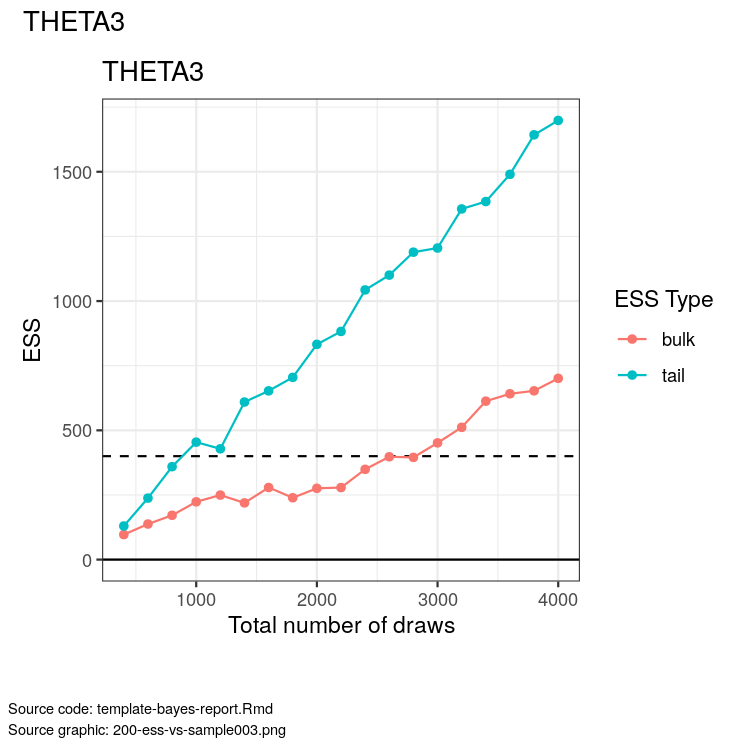 THETA3
THETA3
1500
1000
500
0
ESS
1000 2000 3000 4000
Total number of draws
ESS Type
bulk
tail
Source code: template-bayes-report.Rmd
Source graphic: 200-ess-vs-sample003.png